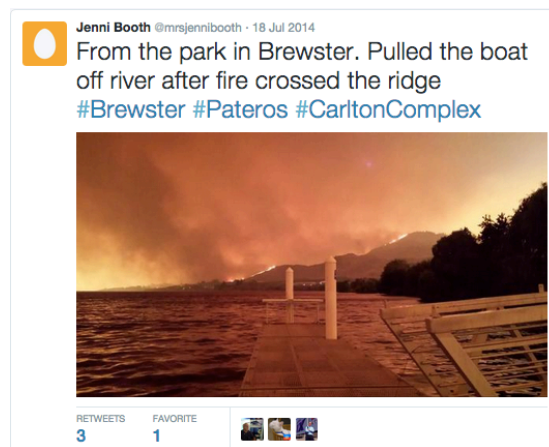 Jenni Booth @mrsjennibooth · 18 Jul 2014
From the park in Brewster. Pulled the boat
off river after fire crossed the ridge
#Brewster #Pateros #CarltonComplex
RETWEETS FAVORITE
3 1